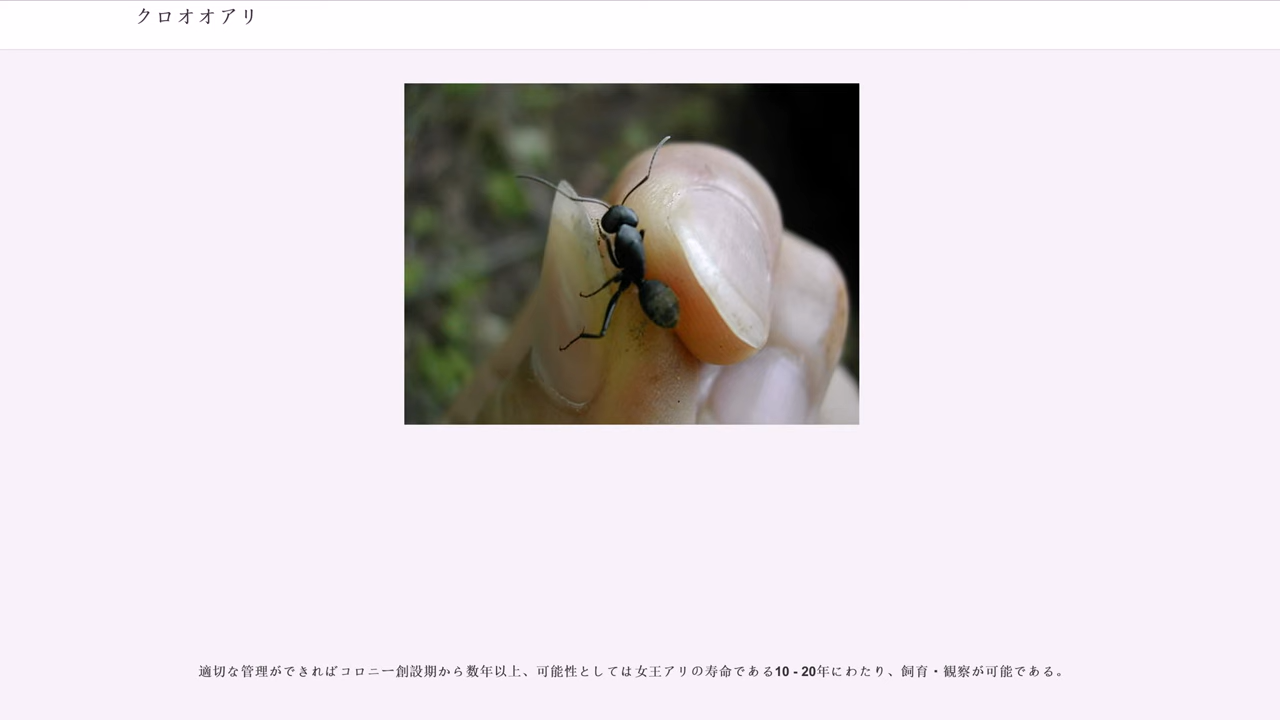 クロオオアリ
適切な管理ができればコロニー創設期から数年以上、可能性としては女王アリの寿命である10 - 20年にわたり、飼育・観察が可能である。